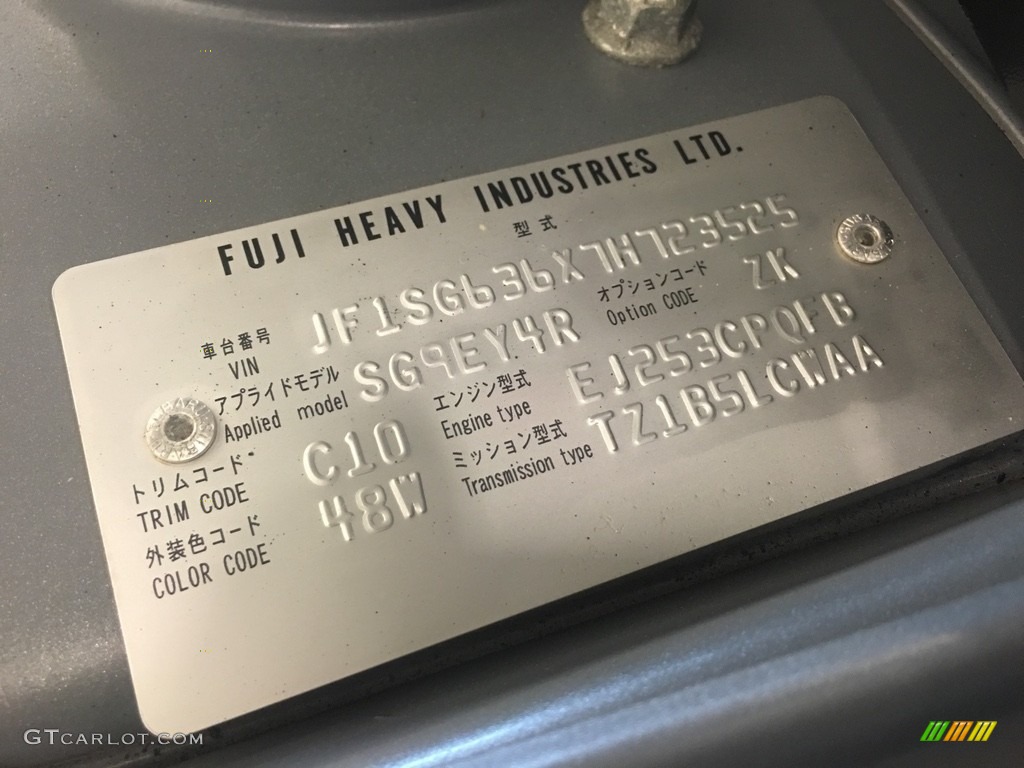 FUJI HEAVY INDUSTRIES LTD.
型式
車台番号
VIN JF1SG636X7H723525
アプライドモデル
Applied model SG9EY4R
オプションコード
Option CODE ZK
トリムコード
TRIM CODE C10
エンジン型式
Engine type EJ253CPQFB
外装色コード
COLOR CODE 48W
ミッション型式
Transmission type TZ1B5LCWAA
GTCARLOT.COM